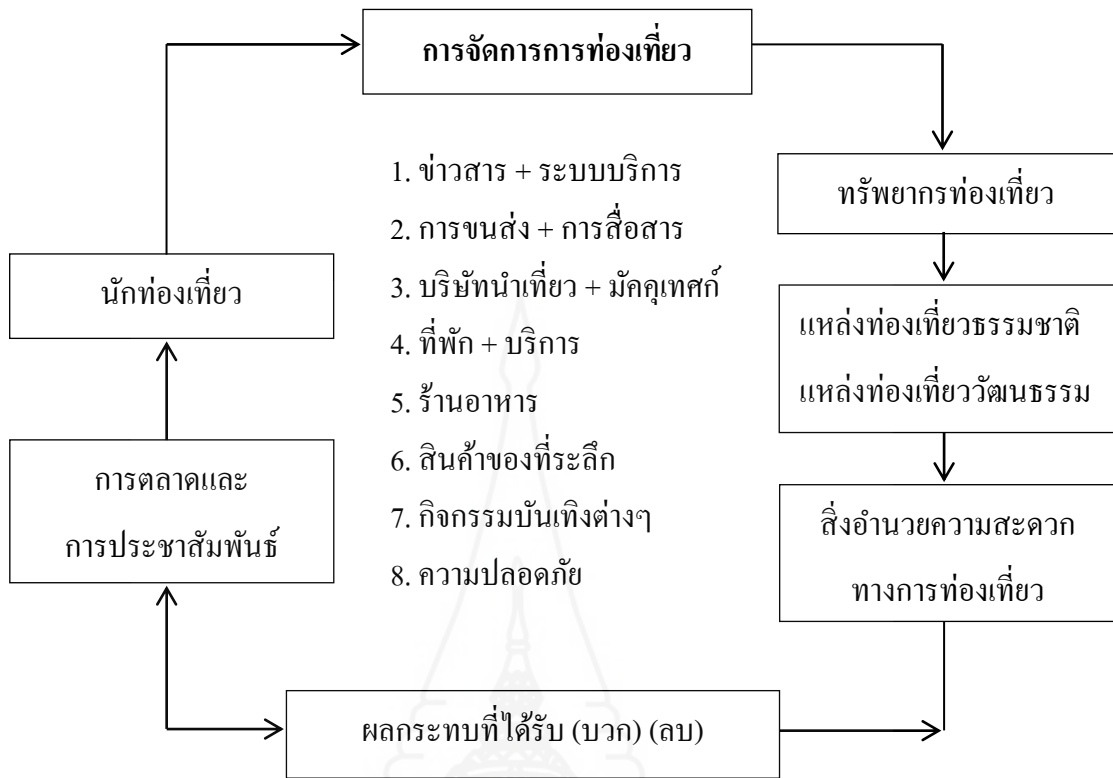 การจัดการการท่องเที่ยว
1. ข่าวสาร + ระบบบริการ
2. การขนส่ง + การสื่อสาร
3. บริษัทนำเที่ยว + มัคคุเทศก์
4. ที่พัก + บริการ
5. ร้านอาหาร
6. สินค้าของที่ระลึก
7. กิจกรรมบันเทิงต่างๆ
8. ความปลอดภัย
ทรัพยากรท่องเที่ยว
แหล่งท่องเที่ยวธรรมชาติ
แหล่งท่องเที่ยววัฒนธรรม
สิ่งอำนวยความสะดวก
ทางการท่องเที่ยว
ผลกระทบที่ได้รับ (บวก) (ลบ)
การตลาดและ
การประชาสัมพันธ์
นักท่องเที่ยว